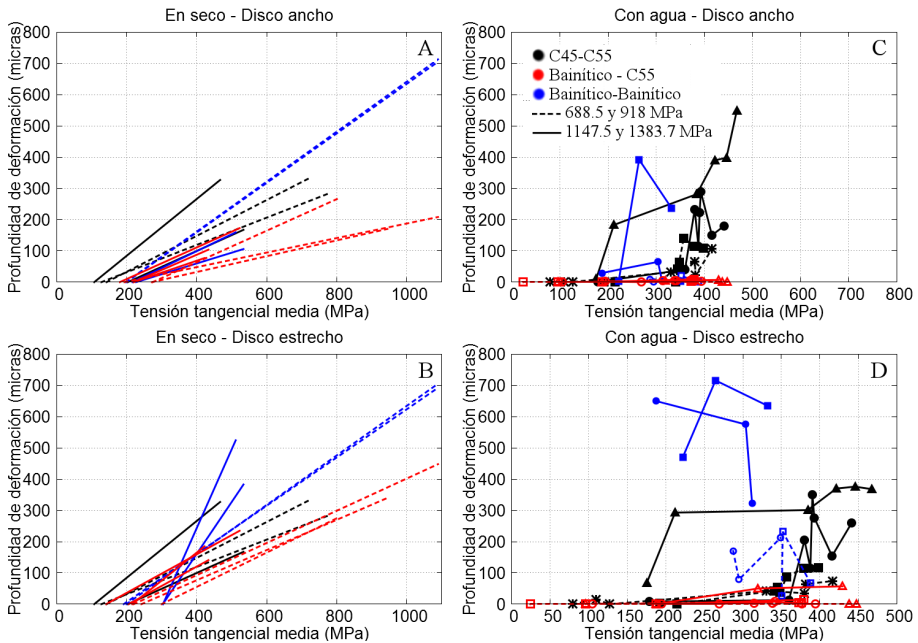 En seco - Disco ancho
Profundidad de deformación (micras)
800
700
600
500
400
300
200
100
0
A
0 200 400 600 800 1000
Tensión tangencial media (MPa)
Con agua - Disco ancho
Profundidad de deformación (micras)
800
700
600
500
400
300
200
100
0
C
C45-C55
Bainítico - C55
Bainítico-Bainítico
688.5 y 918 MPa
1147.5 y 1383.7 MPa
0 100 200 300 400 500 600 700 800
Tensión tangencial media (MPa)
En seco - Disco estrecho
Profundidad de deformación (micras)
800
700
600
500
400
300
200
100
0
B
0 200 400 600 800 1000
Tensión tangencial media (MPa)
Con agua - Disco estrecho
Profundidad de deformación (micras)
800
700
600
500
400
300
200
100
0
D
0 50 100 150 200 250 300 350 400 450 500
Tensión tangencial media (MPa)